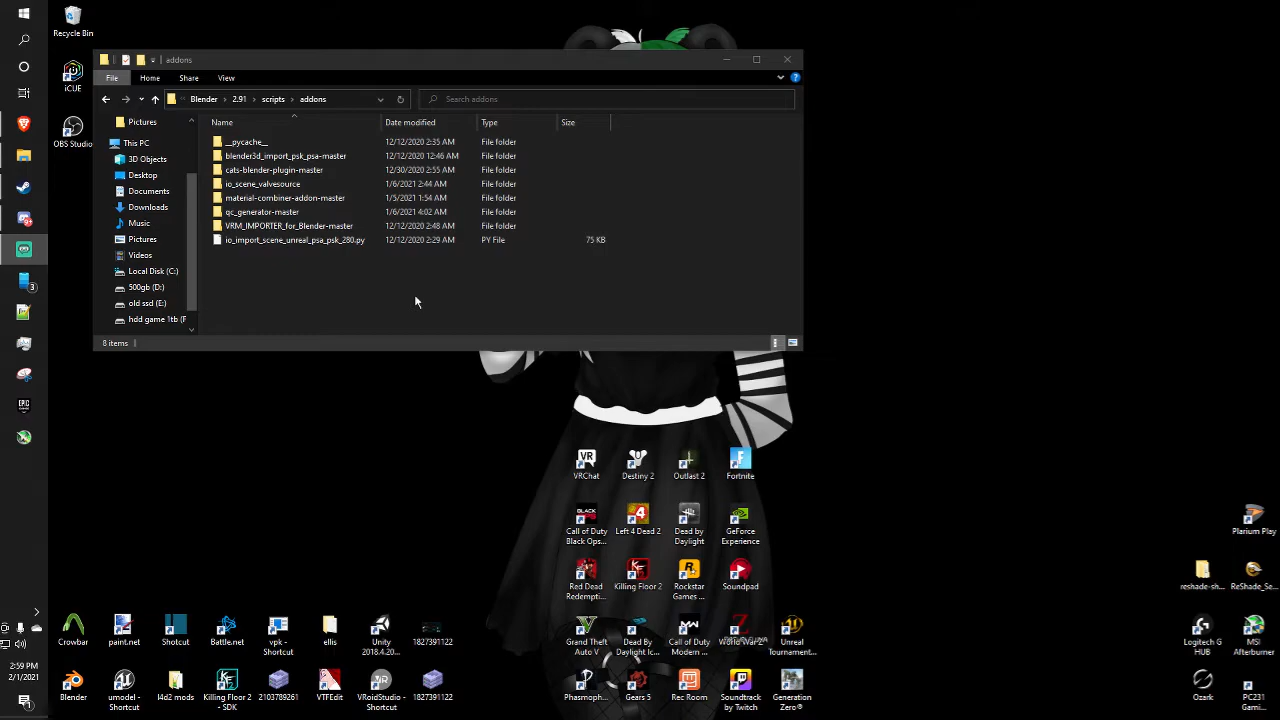 Recycle Bin
iCUE
OBS Studio
addons
File Home Share View
Blender 2.91 scripts addons Search addons
Name Date modified Type Size
__pycache__ 12/12/2020 2:35 AM File folder
blender3d_import_psk_psa-master 12/12/2020 12:46 AM File folder
cats-blender-plugin-master 12/30/2020 2:55 AM File folder
io_scene_valvesource 1/6/2021 2:44 AM File folder
material-combiner-addon-master 1/5/2021 1:54 AM File folder
qc_generator-master 1/6/2021 4:02 AM File folder
VRM_IMPORTER_for_Blender-master 12/12/2020 2:48 AM File folder
io_import_scene_unreal_psa_psk_280.py 12/12/2020 2:29 AM PY File 75 KB
Pictures
This PC
3D Objects
Desktop
Documents
Downloads
Music
Pictures
Videos
Local Disk (C:)
500gb (D:)
old ssd (E:)
hdd game 1tb (F
8 items
3
EPIC
VRChat Destiny 2 Outlast 2 Fortnite
Call of Duty Black Ops... Left 4 Dead 2 Dead by Daylight GeForce Experience
Red Dead Redempti... Killing Floor 2 Rockstar Games ... Soundpad
Grand Theft Auto V Dead By Daylight Ic... Call of Duty Modern ... World War Z Unreal Tournament...
Phasmoph... Gears 5 Rec Room Soundtrack by Twitch Generation Zero®
Crowbar paint.net Shotcut Battle.net vpk - Shortcut ellis Unity 2018.4.20... 1827391122
Blender umodel - Shortcut l4d2 mods Killing Floor 2 - SDK 2103789261 VTFEdit VRoidStudio - Shortcut 1827391122
Plarium Play
reshade-sh... ReShade_Se...
Logitech G HUB MSI Afterburner
Ozark PC231 Gami...
2:59 PM
2/1/2021